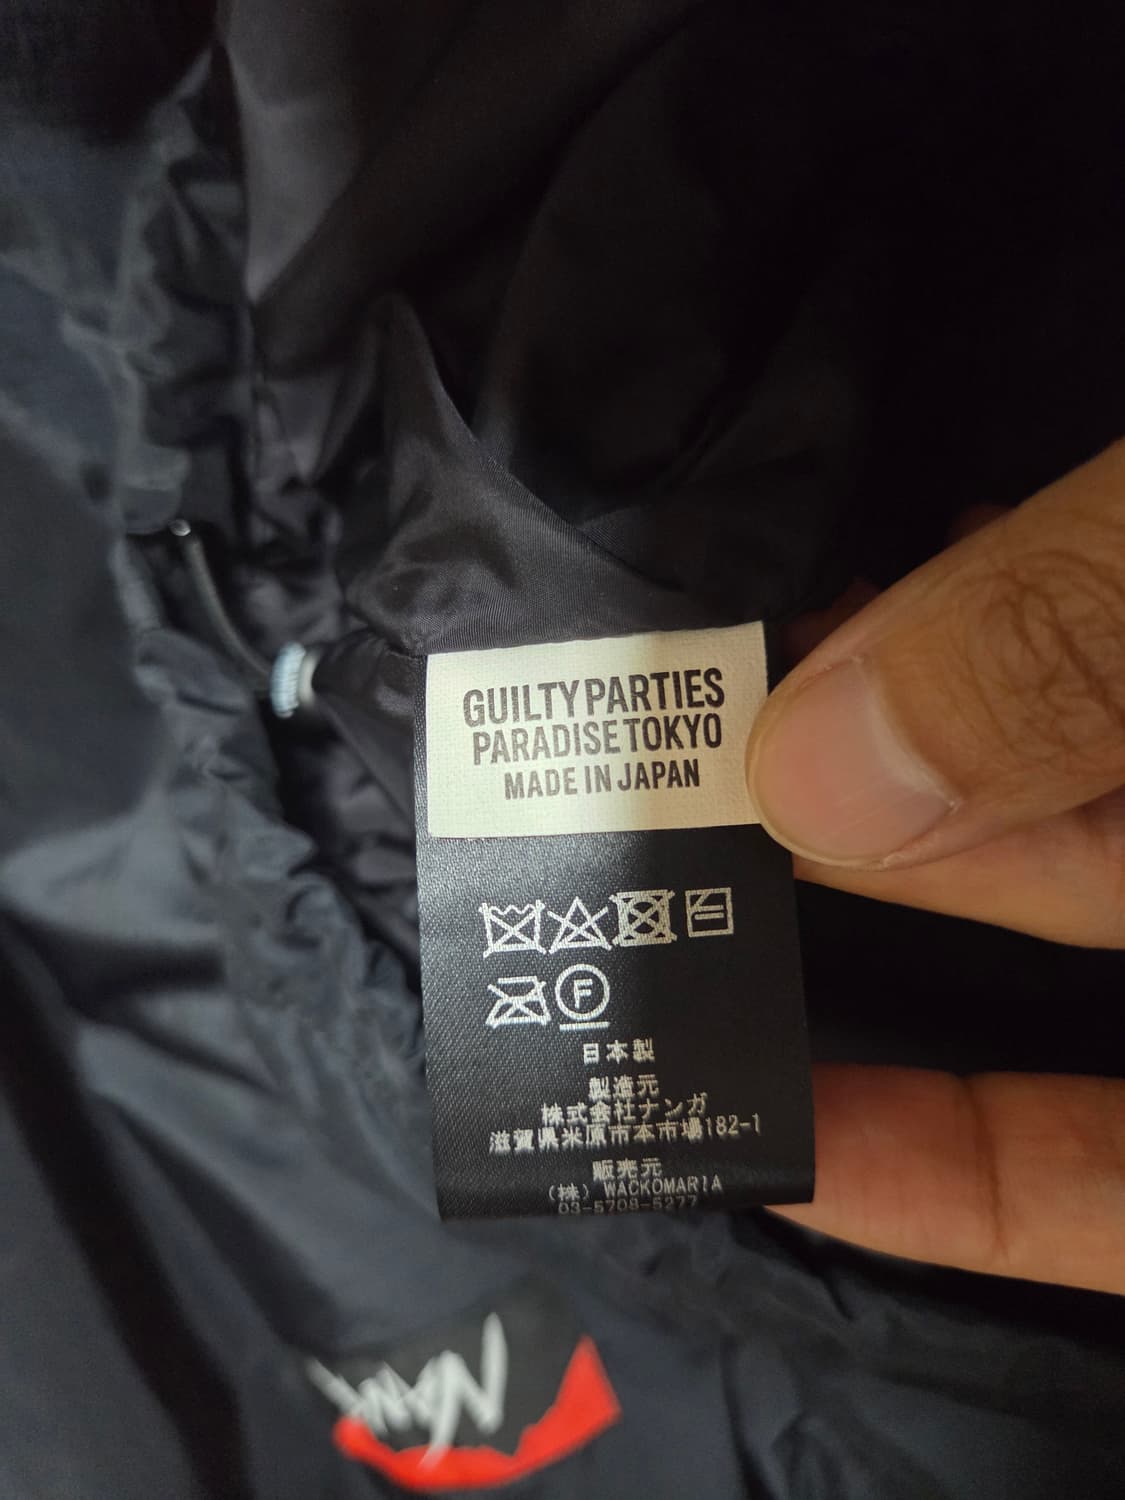 GUILTY PARTIES
PARADISE TOKYO
MADE IN JAPAN
F
日本製
製造元
株式会社ナンガ
滋賀県米原市本市場182-1
販売元
(株) WACKOMARIA
03-5708-5277
NANGA